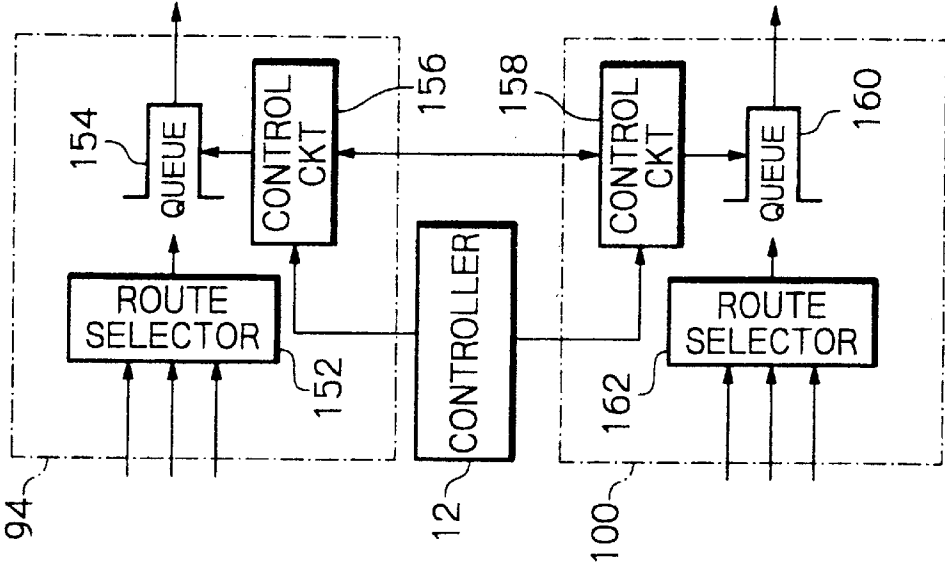 94
154
QUEUE
CONTROL
CKT
156
ROUTE
SELECTOR
152
CONTROLLER
12
158
CONTROL
CKT
QUEUE
160
ROUTE
SELECTOR
162
100